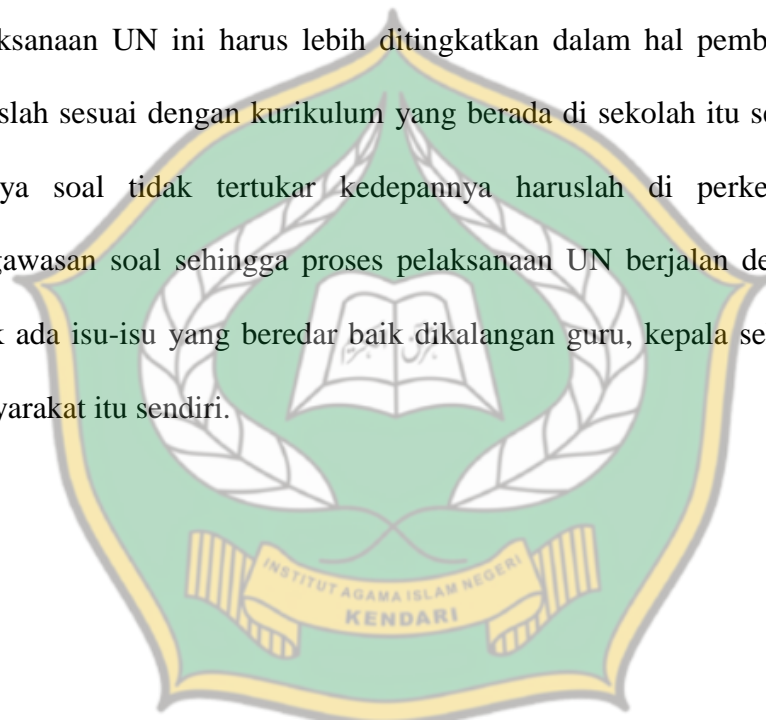 ksanaan UN ini harus lebih ditingkatkan dalam hal pemb
slah sesuai dengan kurikulum yang berada di sekolah itu se
ya soal tidak tertukar kedepannya haruslah di perke
gawasan soal sehingga proses pelaksanaan UN berjalan de
k ada isu-isu yang beredar baik dikalangan guru, kepala se
yarakat itu sendiri.
INSTITUT AGAMA ISLAM NEGERI
KENDARI